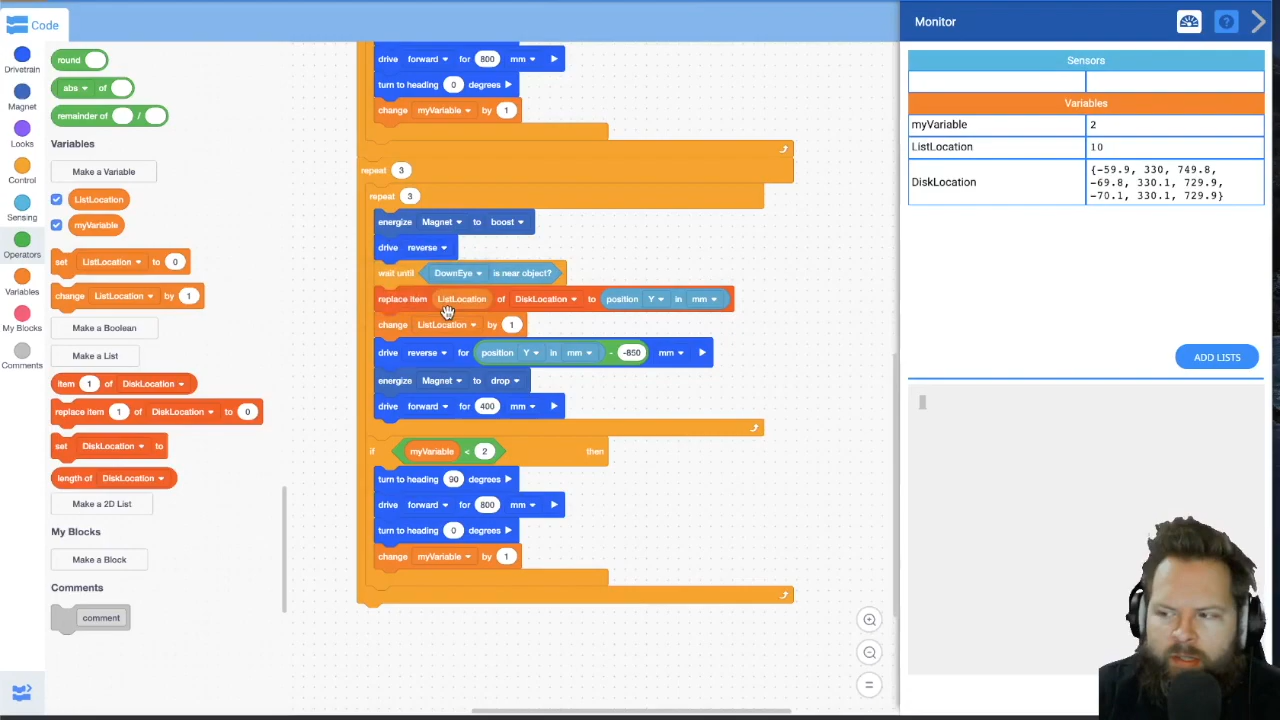 Code
Drivetrain
Magnet
Looks
Control
Sensing
Operators
Variables
My Blocks
Comments
round
abs of
remainder of /
Variables
Make a Variable
ListLocation
myVariable
set ListLocation to 0
change ListLocation by 1
Make a Boolean
Make a List
item 1 of DiskLocation
replace item 1 of DiskLocation to 0
set DiskLocation to
length of DiskLocation
Make a 2D List
My Blocks
Make a Block
Comments
comment
drive forward for 800 mm
turn to heading 0 degrees
change myVariable by 1
repeat 3
repeat 3
energize Magnet to boost
drive reverse
wait until DownEye is near object?
replace item ListLocation of DiskLocation to position Y in mm
change ListLocation by 1
drive reverse for position Y in mm - -850 mm
energize Magnet to drop
drive forward for 400 mm
if myVariable < 2 then
turn to heading 90 degrees
drive forward for 800 mm
turn to heading 0 degrees
change myVariable by 1
Monitor
?
Sensors
Variables
myVariable 2
ListLocation 10
DiskLocation
{-59.9, 330, 749.8,
-69.8, 330.1, 729.9,
-70.1, 330.1, 729.9}
ADD LISTS